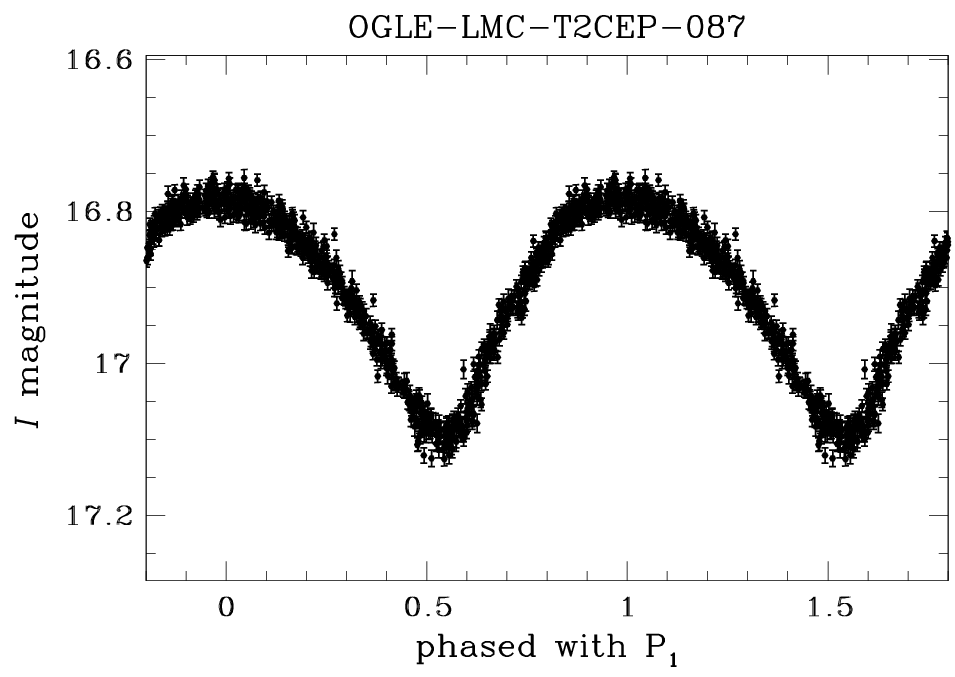 OGLE-LMC-T2CEP-087
16.6
16.8
17
17.2
I magnitude
0 0.5 1 1.5
phased with P₁